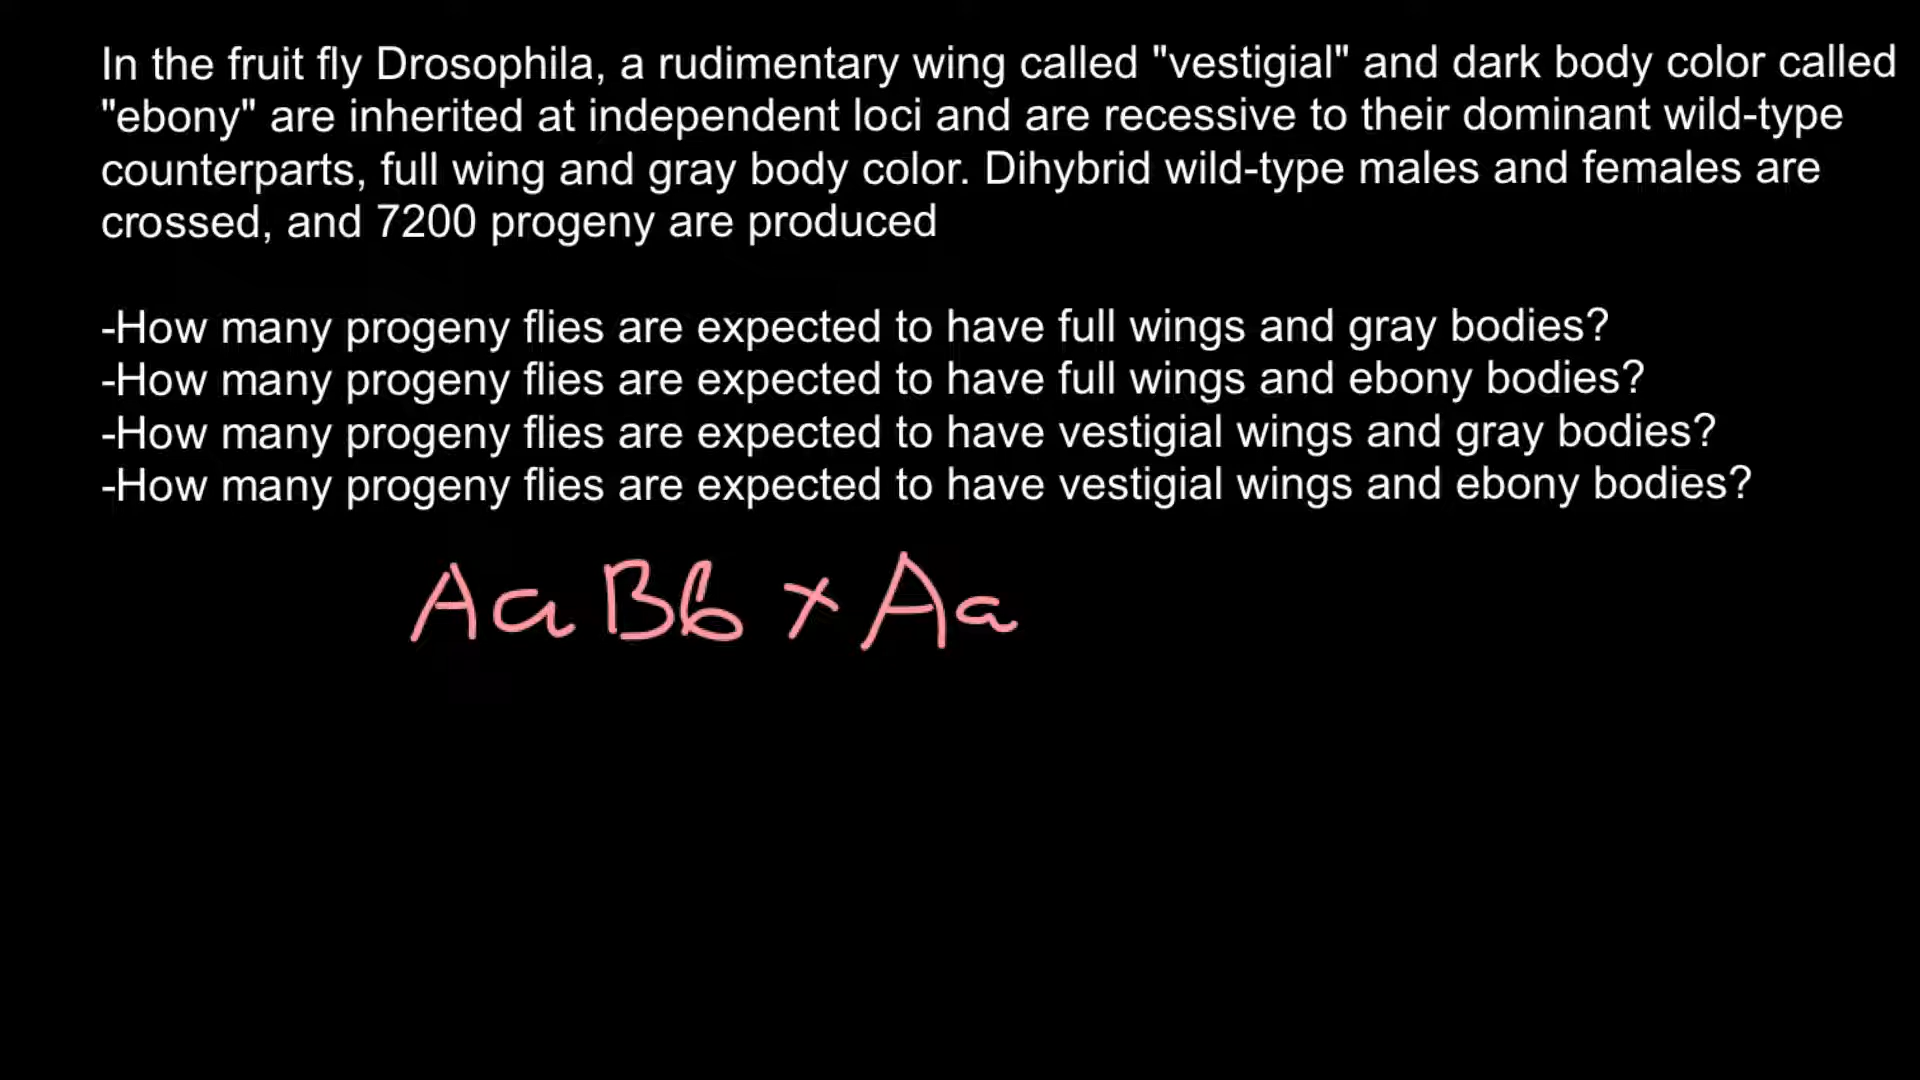 In the fruit fly Drosophila, a rudimentary wing called "vestigial" and dark body color called
"ebony" are inherited at independent loci and are recessive to their dominant wild-type
counterparts, full wing and gray body color. Dihybrid wild-type males and females are
crossed, and 7200 progeny are produced
-How many progeny flies are expected to have full wings and gray bodies?
-How many progeny flies are expected to have full wings and ebony bodies?
-How many progeny flies are expected to have vestigial wings and gray bodies?
-How many progeny flies are expected to have vestigial wings and ebony bodies?
Aa Bb x Aa